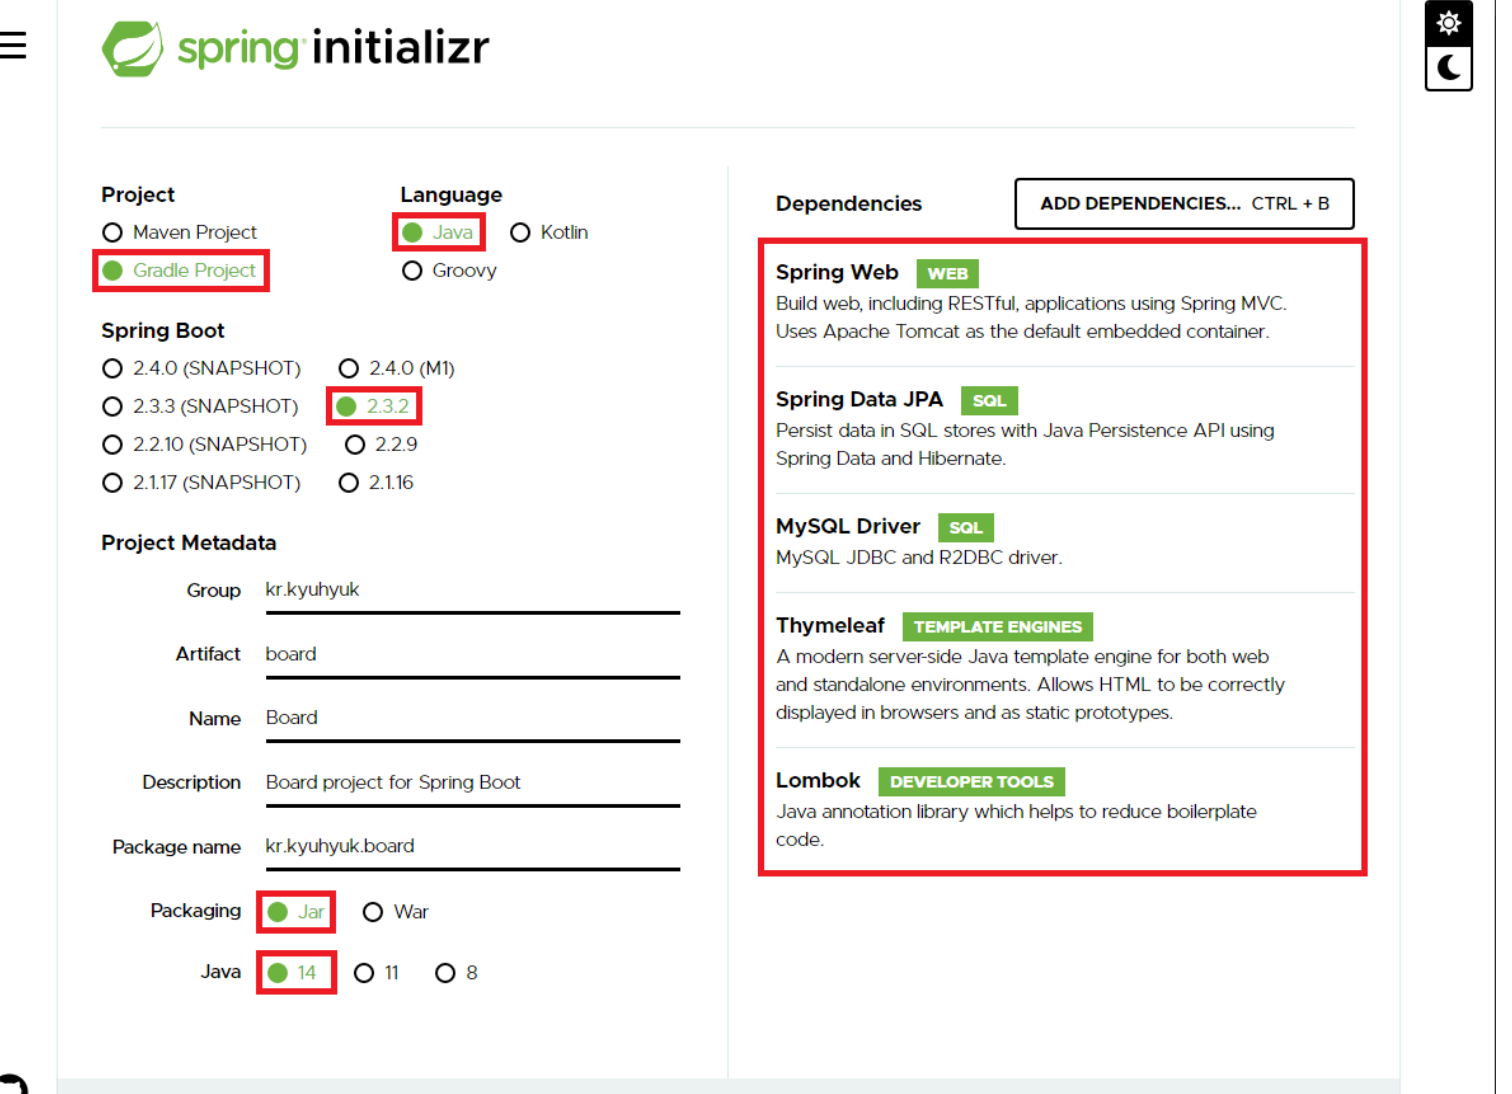 spring initializr
Project
Maven Project
Gradle Project
Language
Java Kotlin
Groovy
Spring Boot
2.4.0 (SNAPSHOT) 2.4.0 (M1)
2.3.3 (SNAPSHOT) 2.3.2
2.2.10 (SNAPSHOT) 2.2.9
2.1.17 (SNAPSHOT) 2.1.16
Project Metadata
Group kr.kyuhyuk
Artifact board
Name Board
Description Board project for Spring Boot
Package name kr.kyuhyuk.board
Packaging Jar War
Java 14 11 8
Dependencies ADD DEPENDENCIES... CTRL + B
Spring Web WEB
Build web, including RESTful, applications using Spring MVC.
Uses Apache Tomcat as the default embedded container.
Spring Data JPA SQL
Persist data in SQL stores with Java Persistence API using
Spring Data and Hibernate.
MySQL Driver SQL
MySQL JDBC and R2DBC driver.
Thymeleaf TEMPLATE ENGINES
A modern server-side Java template engine for both web
and standalone environments. Allows HTML to be correctly
displayed in browsers and as static prototypes.
Lombok DEVELOPER TOOLS
Java annotation library which helps to reduce boilerplate
code.